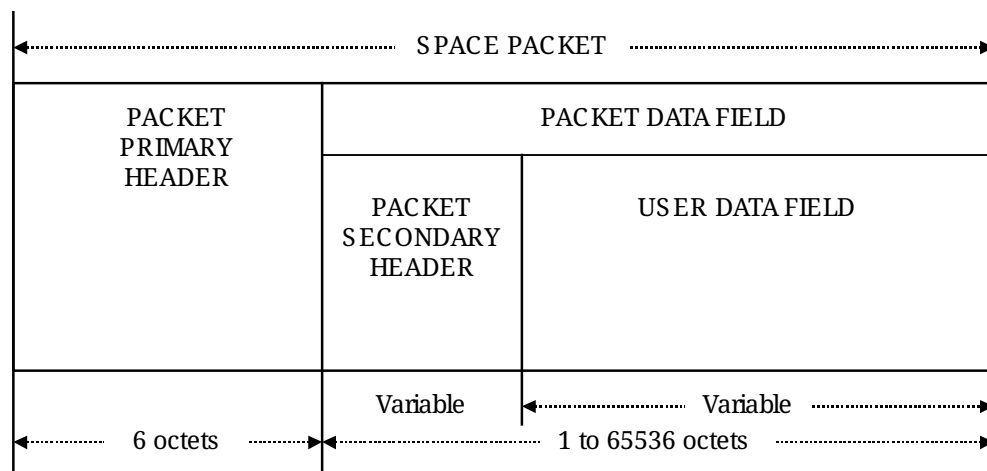 SPACE PACKET
PACKET
PRIMARY
HEADER
PACKET DATA FIELD
PACKET
SECONDARY
HEADER
USER DATA FIELD
Variable
Variable
6 octets
1 to 65536 octets